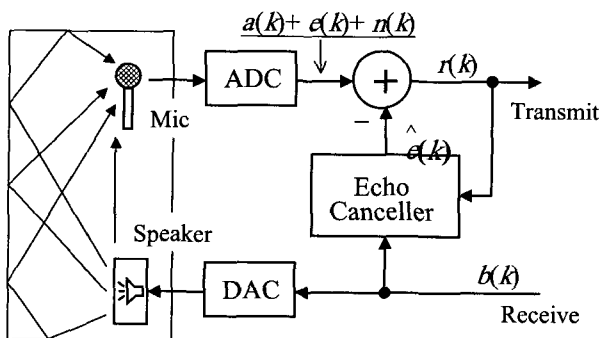 a(k)+ e(k)+ n(k)
ADC
+
r(k)
Transmit
Mic
−
ê(k)
Echo
Canceller
Speaker
DAC
b(k)
Receive